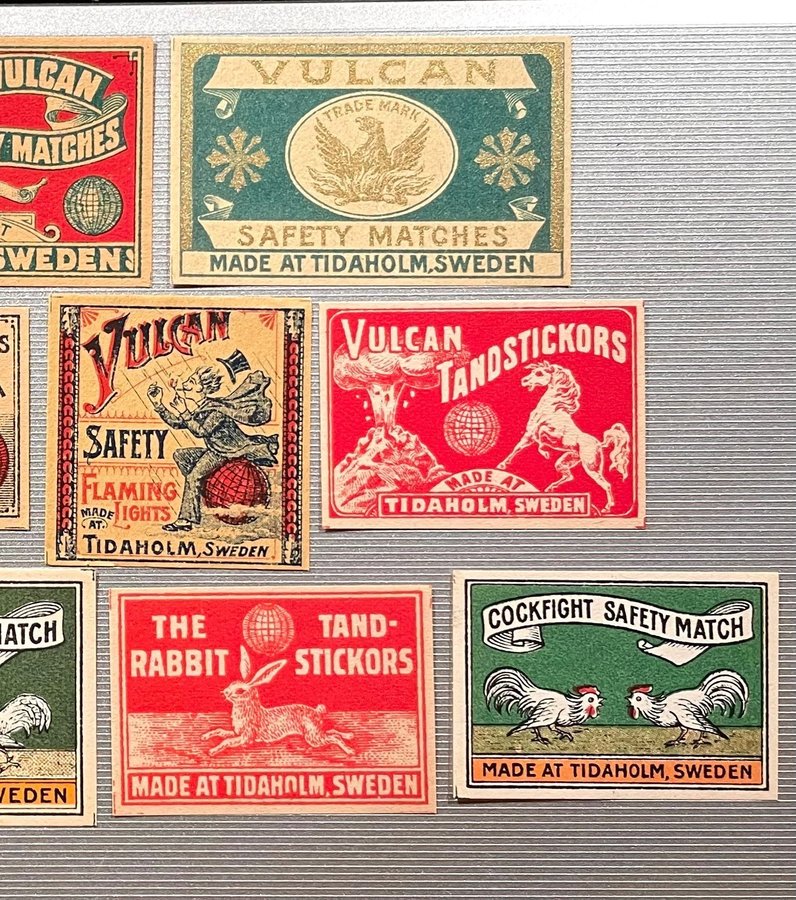 VULCAN
MATCHES
T
SWEDEN
VULCAN
TRADE MARK
SAFETY MATCHES
MADE AT TIDAHOLM, SWEDEN
S
VULCAN
SAFETY
FLAMING
LIGHTS
MADE
AT
TIDAHOLM, SWEDEN.
VULCAN
TANDSTICKORS
MADE AT
TIDAHOLM, SWEDEN
MATCH
WEDEN
THE TAND-
RABBIT STICKORS
MADE AT TIDAHOLM, SWEDEN
COCKFIGHT SAFETY MATCH
MADE AT TIDAHOLM, SWEDEN